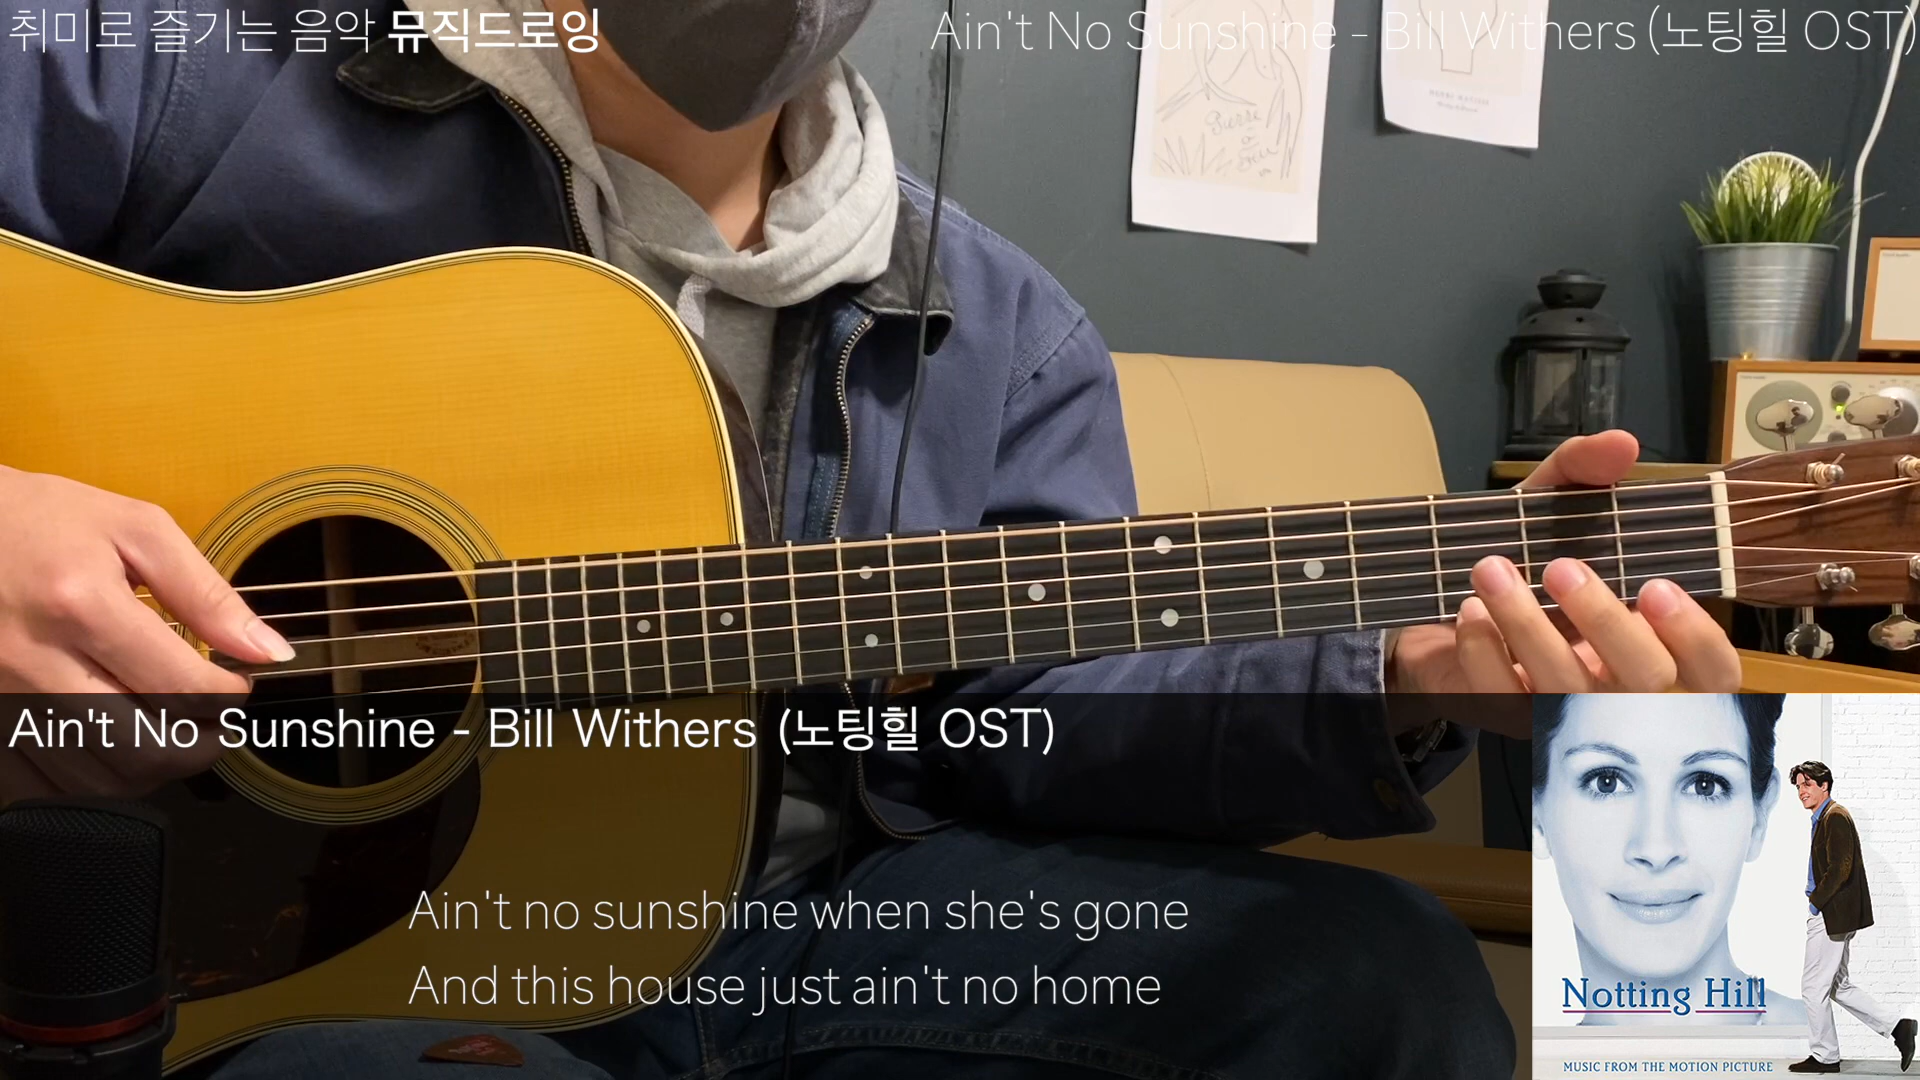 취미로 즐기는 음악 뮤직드로잉
Ain't No Sunshine - Bill Withers (노팅힐 OST)
Ain't No Sunshine - Bill Withers (노팅힐 OST)
Ain't no sunshine when she's gone
And this house just ain't no home
Notting Hill
MUSIC FROM THE MOTION PICTURE